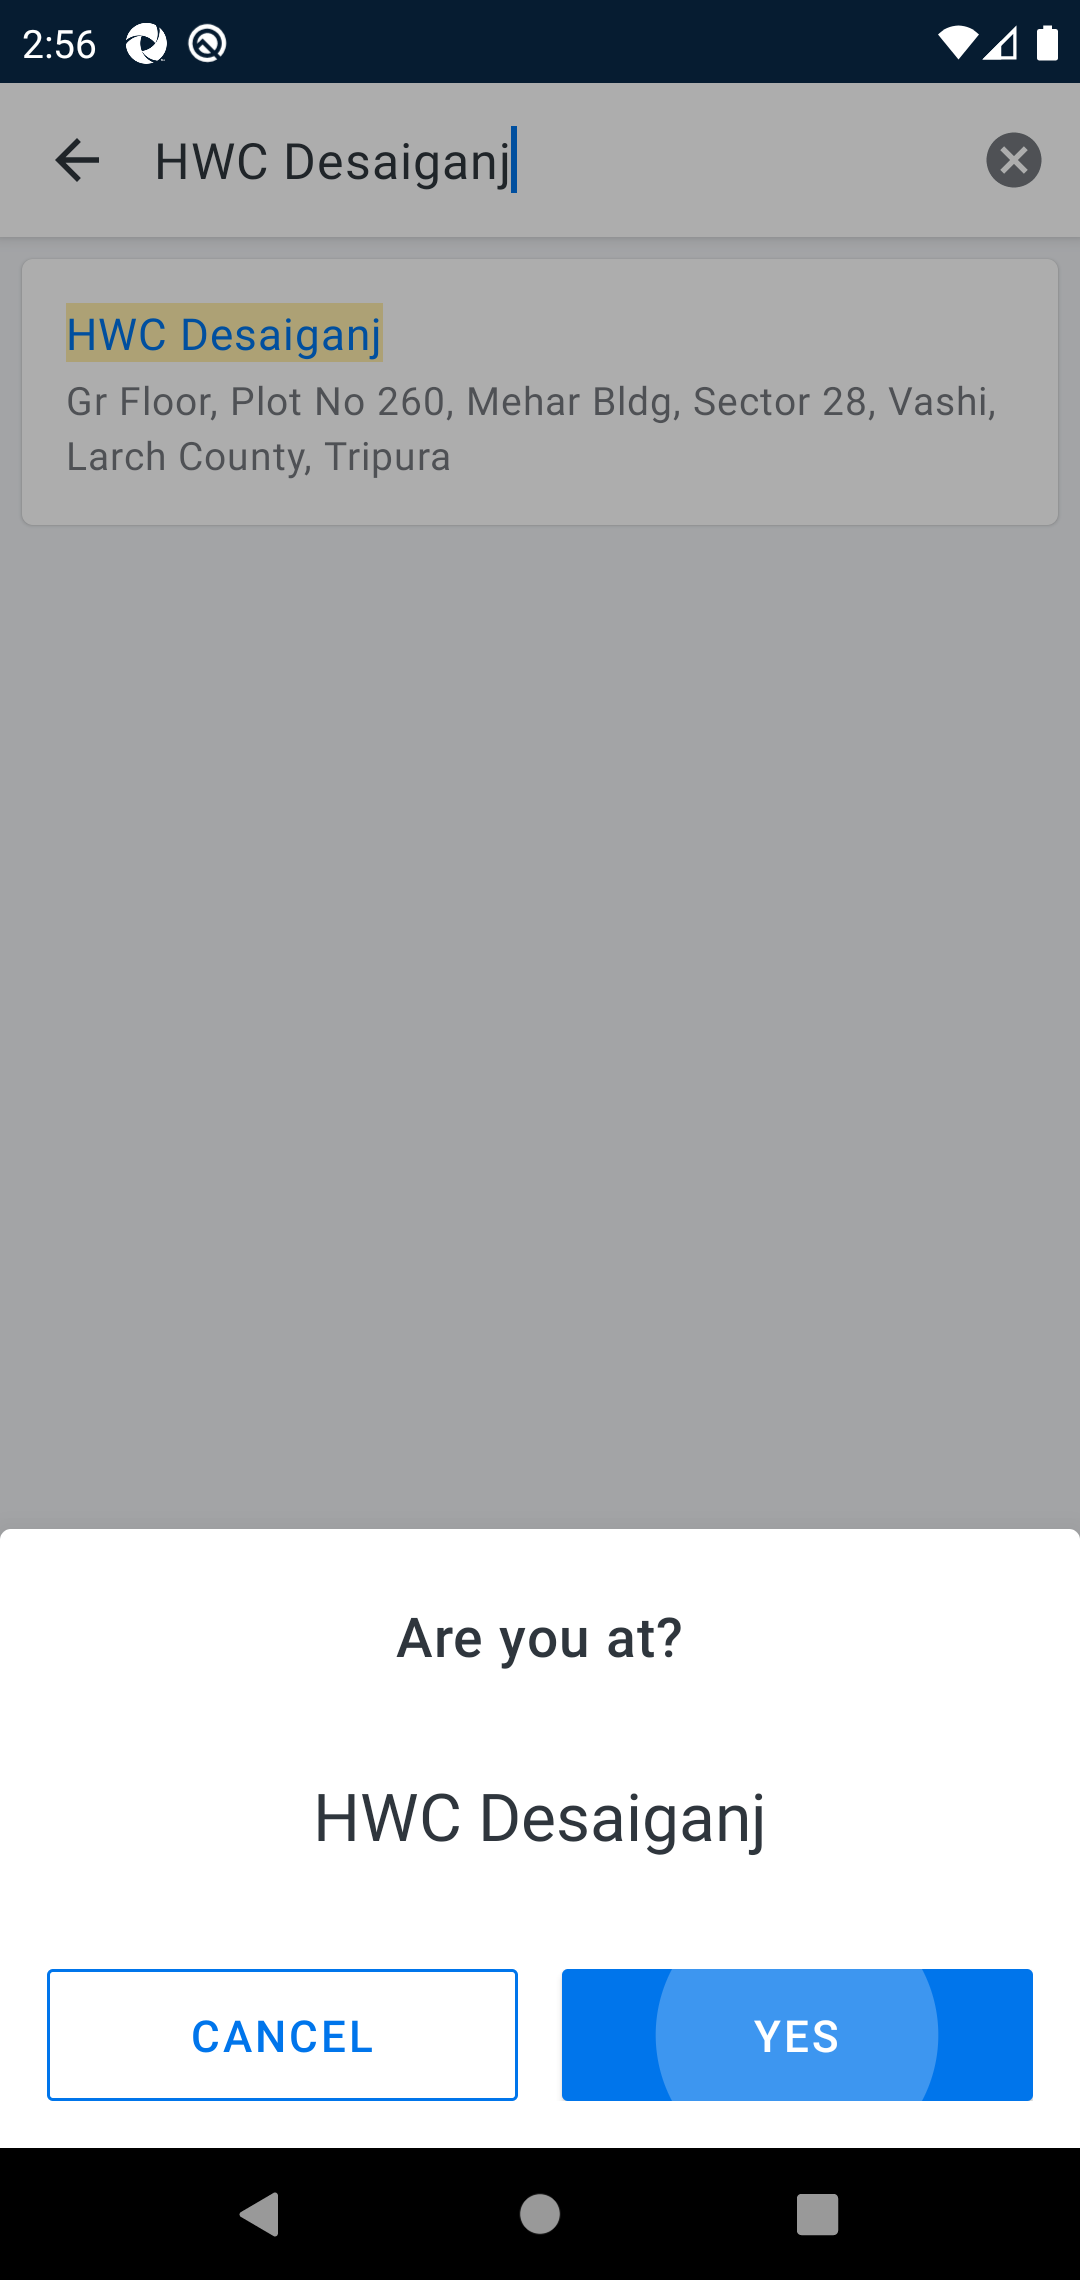 2:56
HWC Desaiganj
HWC Desaiganj
Gr Floor, Plot No 260, Mehar Bldg, Sector 28, Vashi,
Larch County, Tripura
Are you at?
HWC Desaiganj
CANCEL
YES